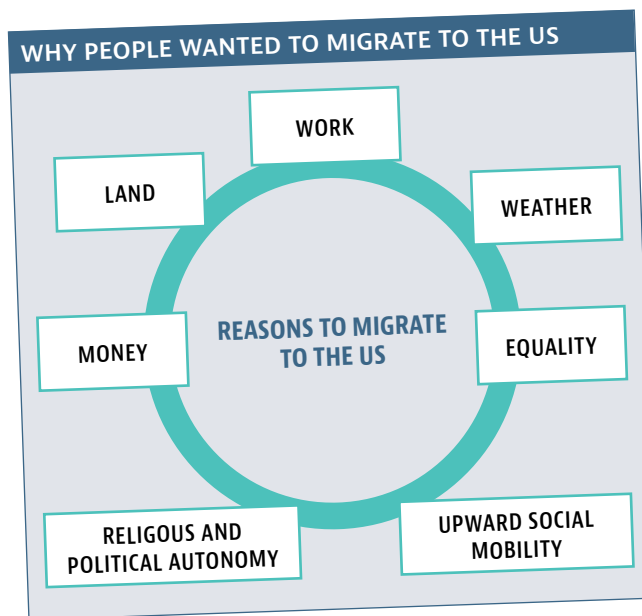 WHY PEOPLE WANTED TO MIGRATE TO THE US
WORK
LAND
WEATHER
MONEY
REASONS TO MIGRATE
TO THE US
EQUALITY
RELIGOUS AND
POLITICAL AUTONOMY
UPWARD SOCIAL
MOBILITY